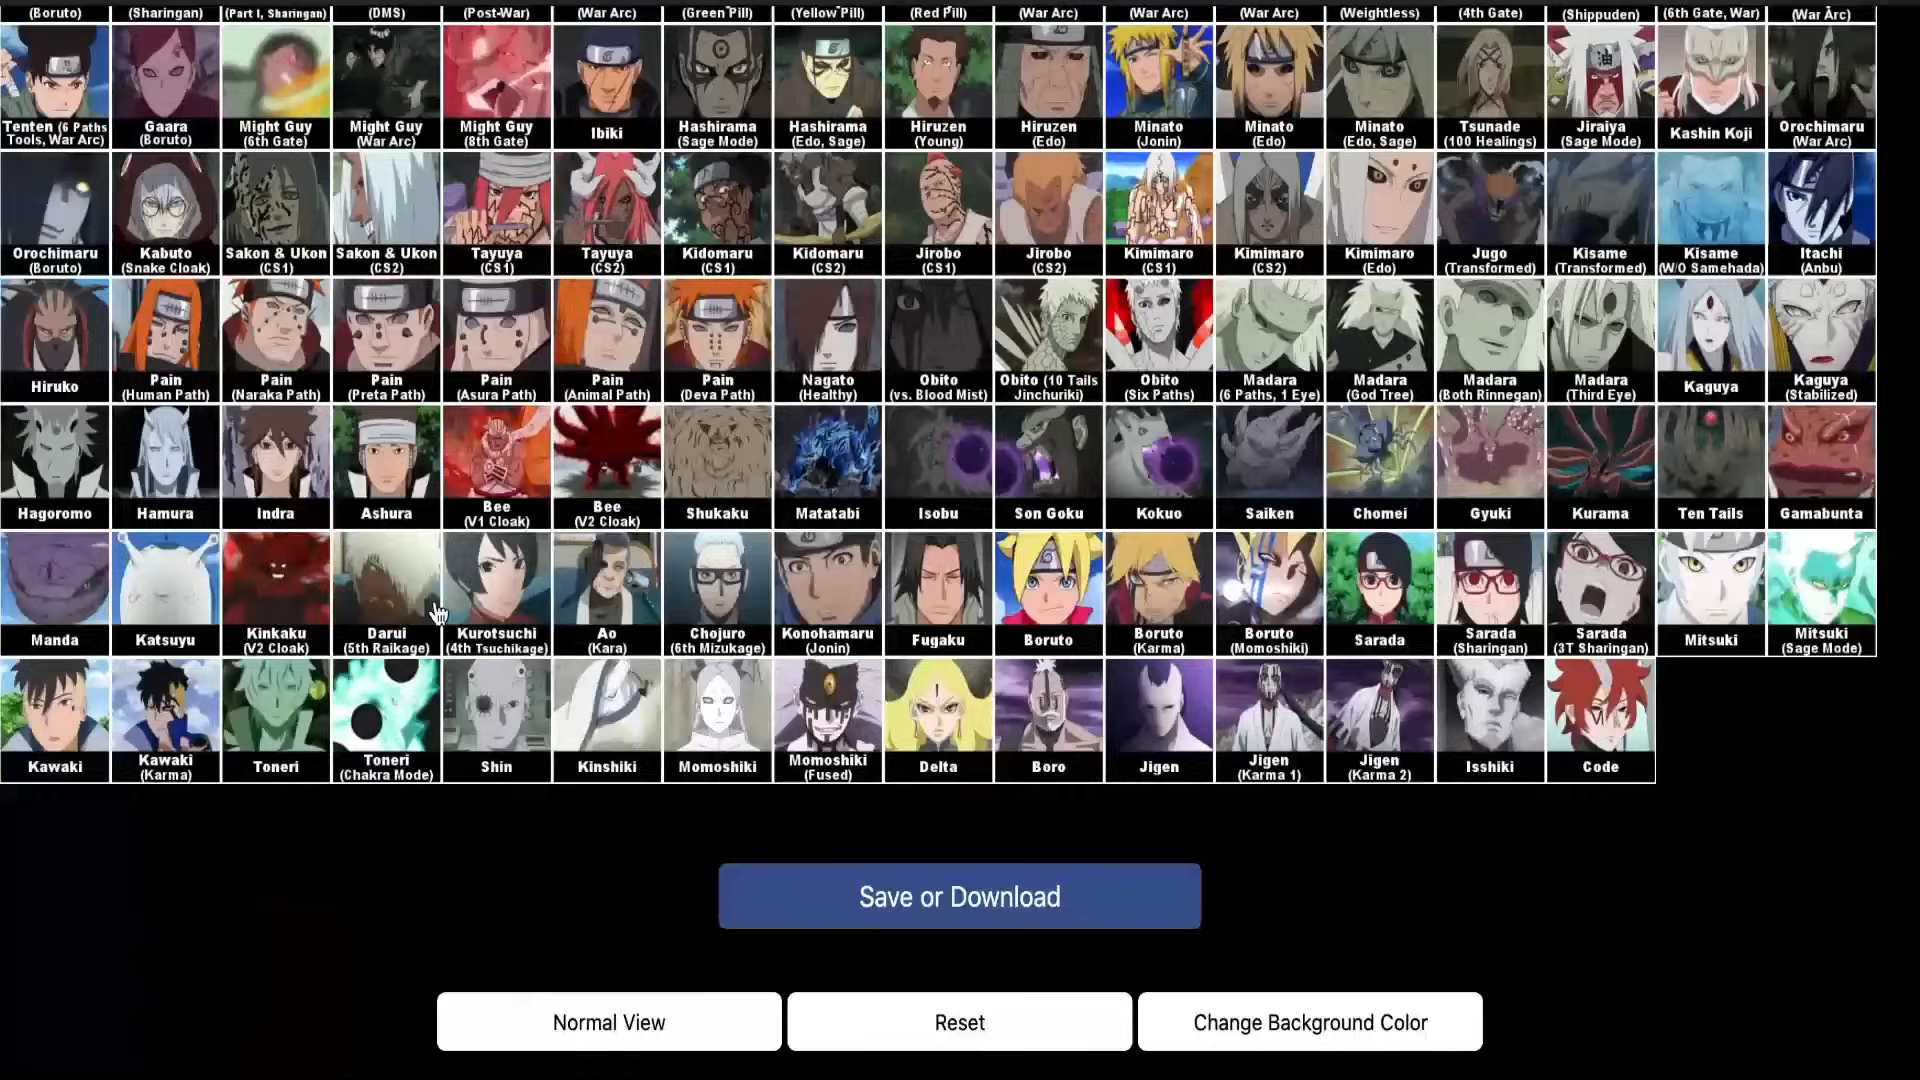 (Boruto) (Sharingan) (Part I, Sharingan) (DMS) (Post-War) (War Arc) (Green Pill) (Yellow Pill) (Red Pill) (War Arc) (War Arc) (War Arc) (Weightless) (4th Gate) (Shippuden) (6th Gate, War) (War Arc)
油
Tenten (6 Paths Gaara Might Guy Might Guy Might Guy Ibiki Hashirama Hashirama Hiruzen Hiruzen Minato Minato Minato Tsunade Jiraiya Kashin Koji Orochimaru
Tools, War Arc) (Boruto) (6th Gate) (War Arc) (8th Gate) (Sage Mode) (Edo, Sage) (Young) (Edo) (Jonin) (Edo) (Edo, Sage) (100 Healings) (Sage Mode) (War Arc)
Orochimaru Kabuto Sakon & Ukon Sakon & Ukon Tayuya Tayuya Kidomaru Kidomaru Jirobo Jirobo Kimimaro Kimimaro Kimimaro Jugo Kisame Kisame Itachi
(Boruto) (Snake Cloak) (CS1) (CS2) (CS1) (CS2) (CS1) (CS2) (CS1) (CS2) (CS1) (CS2) (Edo) (Transformed) (Transformed) (W/O Samehada) (Anbu)
Hiruko Pain Pain Pain Pain Pain Pain Nagato Obito Obito (10 Tails Obito Madara Madara Madara Madara Kaguya Kaguya
(Human Path) (Naraka Path) (Preta Path) (Asura Path) (Animal Path) (Deva Path) (Healthy) (vs. Blood Mist) Jinchuriki) (Six Paths) (6 Paths, 1 Eye) (God Tree) (Both Rinnegan) (Third Eye) (Stabilized)
Hagoromo Hamura Indra Ashura Bee Bee Shukaku Matatabi Isobu Son Goku Kokuo Saiken Chomei Gyuki Kurama Ten Tails Gamabunta
(V1 Cloak) (V2 Cloak)
Manda Katsuyu Kinkaku Darui Kurotsuchi Ao Chojuro Konohamaru Fugaku Boruto Boruto Boruto Sarada Sarada Sarada Mitsuki Mitsuki
(V2 Cloak) (5th Raikage) (4th Tsuchikage) (Kara) (6th Mizukage) (Jonin) (Karma) (Momoshiki) (Sharingan) (3T Sharingan) (Sage Mode)
Kawaki Kawaki Toneri Toneri Shin Kinshiki Momoshiki Momoshiki Delta Boro Jigen Jigen Jigen Isshiki Code
(Karma) (Chakra Mode) (Fused) (Karma 1) (Karma 2)
Save or Download
Normal View Reset Change Background Color